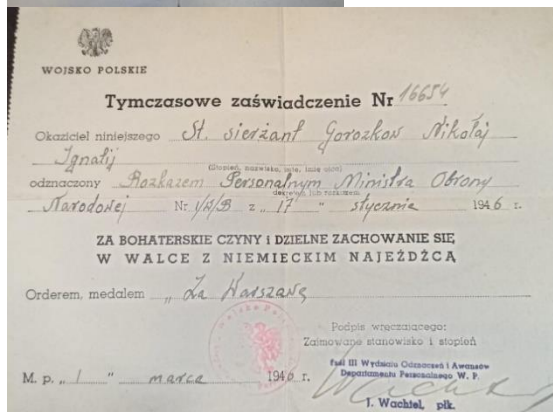 WOJSKO POLSKIE
Tymczasowe zaświadczenie Nr 16654
Okaziciel niniejszego St. sierżant Gorozkow Nikołaj
Ignatij
(Stopień, nazwisko, imię, imię ojca)
odznaczony Rozkazem Personalnym Ministra Obrony
dekretem lub rozkazem
Narodowej Nr z „ 17 " stycznia 1946 r.
ZA BOHATERSKIE CZYNY i DZIELNE ZACHOWANIE SIĘ
W WALCE Z NIEMIECKIM NAJEŹDŹCĄ
Orderem, medalem „ Za Warszawę
Podpis wręczającego:
Zajmowane stanowisko i stopień
Szef III Wydziału Odznaczeń i Awansów
Departamentu Personalnego W. P.
M. p. „ 1 " marca 1946 r.
J. Wachtel, płk.